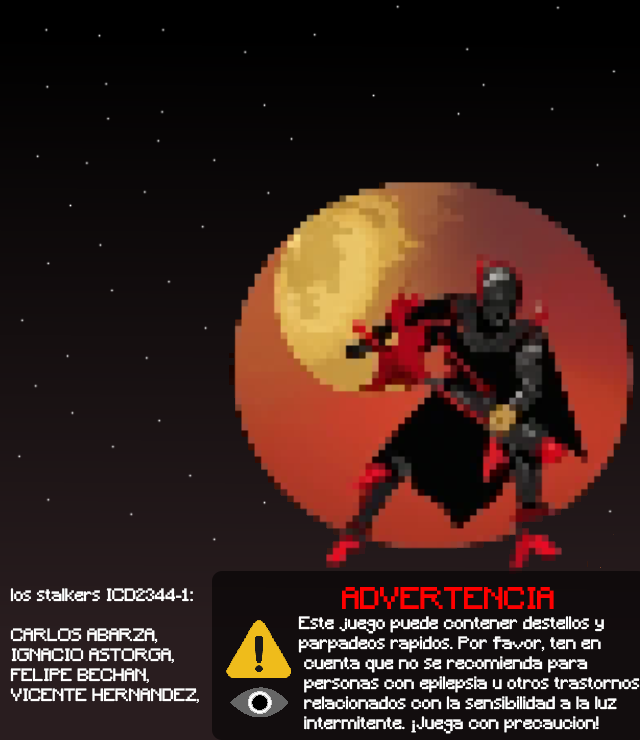 los stalkers ICD2344-1:
CARLOS ABARZA,
IGNACIO ASTORGA,
FELIPE BECHAN,
VICENTE HERNANDEZ,
ADVERTENCIA
Este juego puede contener destellos y
parpadeos rapidos. Por favor, ten en
cuenta que no se recomienda para
personas con epilepsia u otros trastornos
relacionados con la sensibilidad a la luz
intermitente. ¡Juega con precaucion!